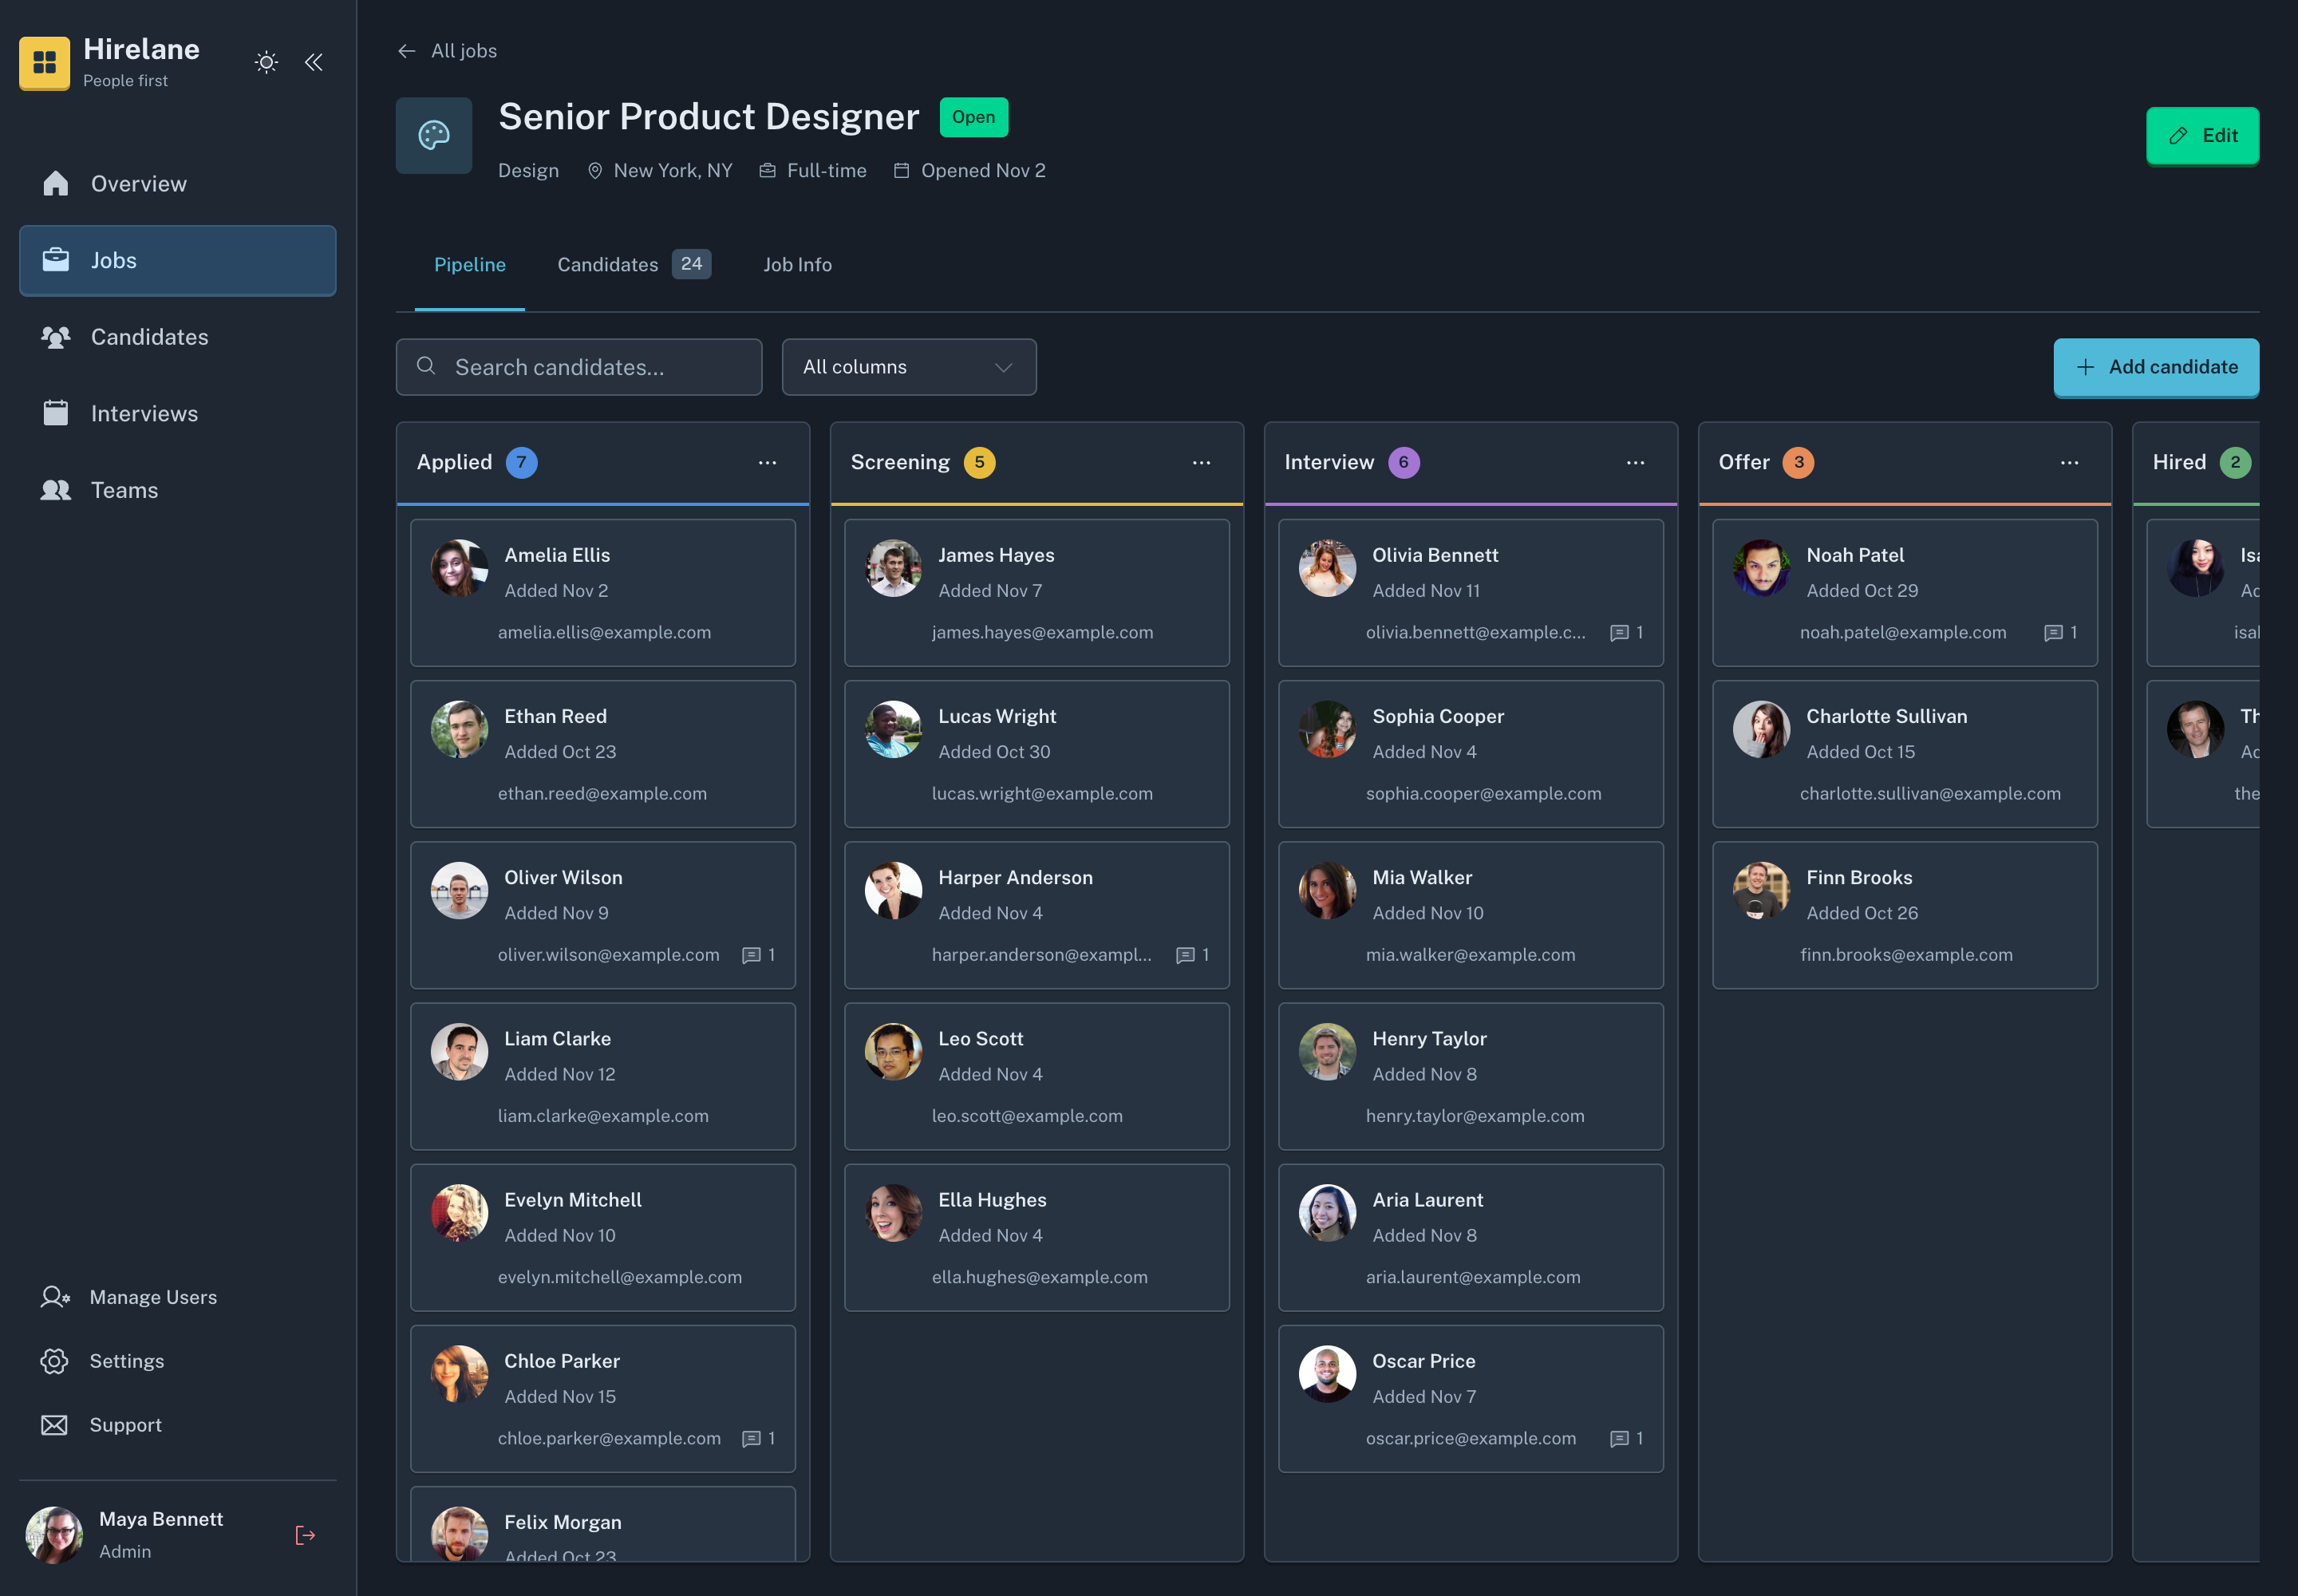 Hirelane
People first
Overview
Jobs
Candidates
Interviews
Teams
Manage Users
Settings
Support
Maya Bennett
Admin
All jobs
Senior Product Designer
Open
Edit
Design
New York, NY
Full-time
Opened Nov 2
Pipeline
Candidates 24
Job Info
Search candidates...
All columns
Add candidate
Applied 7
Amelia Ellis
Added Nov 2
amelia.ellis@example.com
Ethan Reed
Added Oct 23
ethan.reed@example.com
Oliver Wilson
Added Nov 9
oliver.wilson@example.com 1
Liam Clarke
Added Nov 12
liam.clarke@example.com
Evelyn Mitchell
Added Nov 10
evelyn.mitchell@example.com
Chloe Parker
Added Nov 15
chloe.parker@example.com 1
Felix Morgan
Added Oct 23
Screening 5
James Hayes
Added Nov 7
james.hayes@example.com
Lucas Wright
Added Oct 30
lucas.wright@example.com
Harper Anderson
Added Nov 4
harper.anderson@exampl... 1
Leo Scott
Added Nov 4
leo.scott@example.com
Ella Hughes
Added Nov 4
ella.hughes@example.com
Interview 6
Olivia Bennett
Added Nov 11
olivia.bennett@example.c... 1
Sophia Cooper
Added Nov 4
sophia.cooper@example.com
Mia Walker
Added Nov 10
mia.walker@example.com
Henry Taylor
Added Nov 8
henry.taylor@example.com
Aria Laurent
Added Nov 8
aria.laurent@example.com
Oscar Price
Added Nov 7
oscar.price@example.com 1
Offer 3
Noah Patel
Added Oct 29
noah.patel@example.com 1
Charlotte Sullivan
Added Oct 15
charlotte.sullivan@example.com
Finn Brooks
Added Oct 26
finn.brooks@example.com
Hired 2